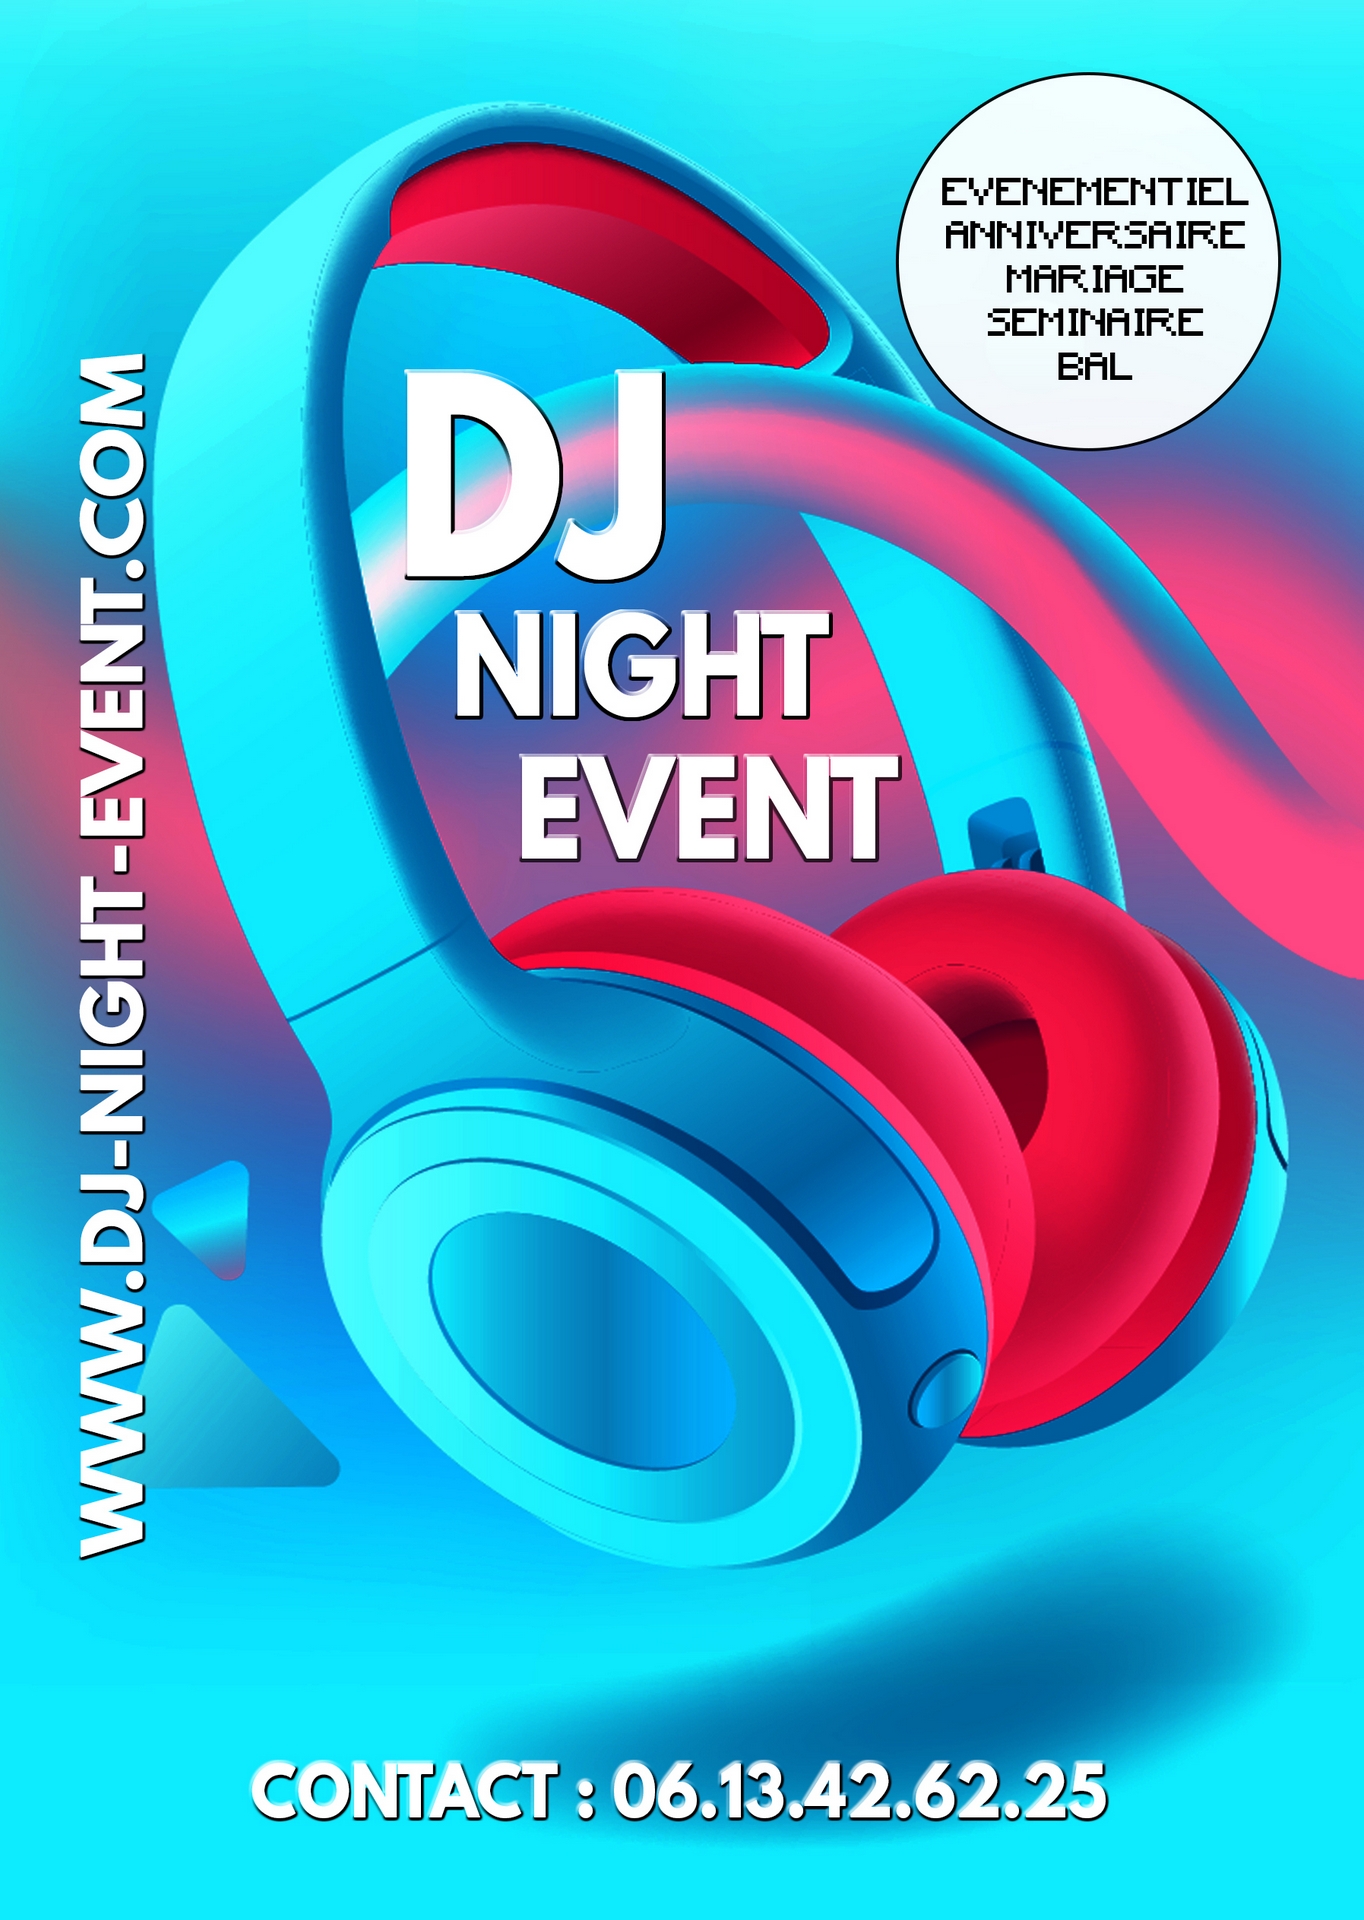 EVENEMENTIEL
ANNIVERSAIRE
MARIAGE
SEMINAIRE
BAL
DJ
NIGHT
EVENT
WWW.DJ-NIGHT-EVENT.COM
CONTACT : 06.13.42.62.25